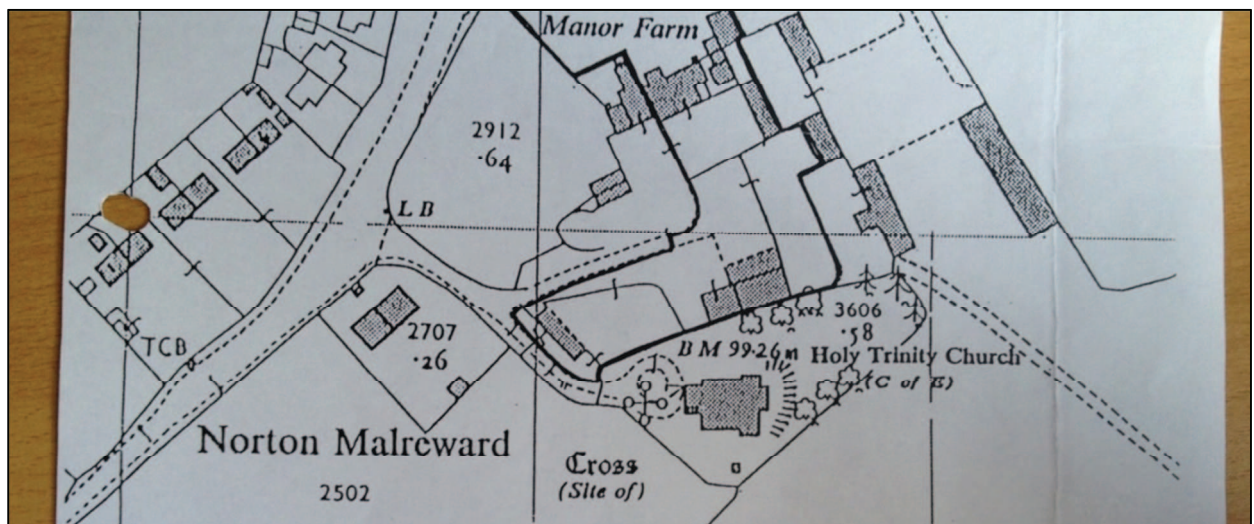 Manor Farm
2912
·64
L B
2707
·26
TCB
3606
·58
B M 99·26m
Holy Trinity Church
(C of E)
Norton Malreward
2502
Cross
(Site of)